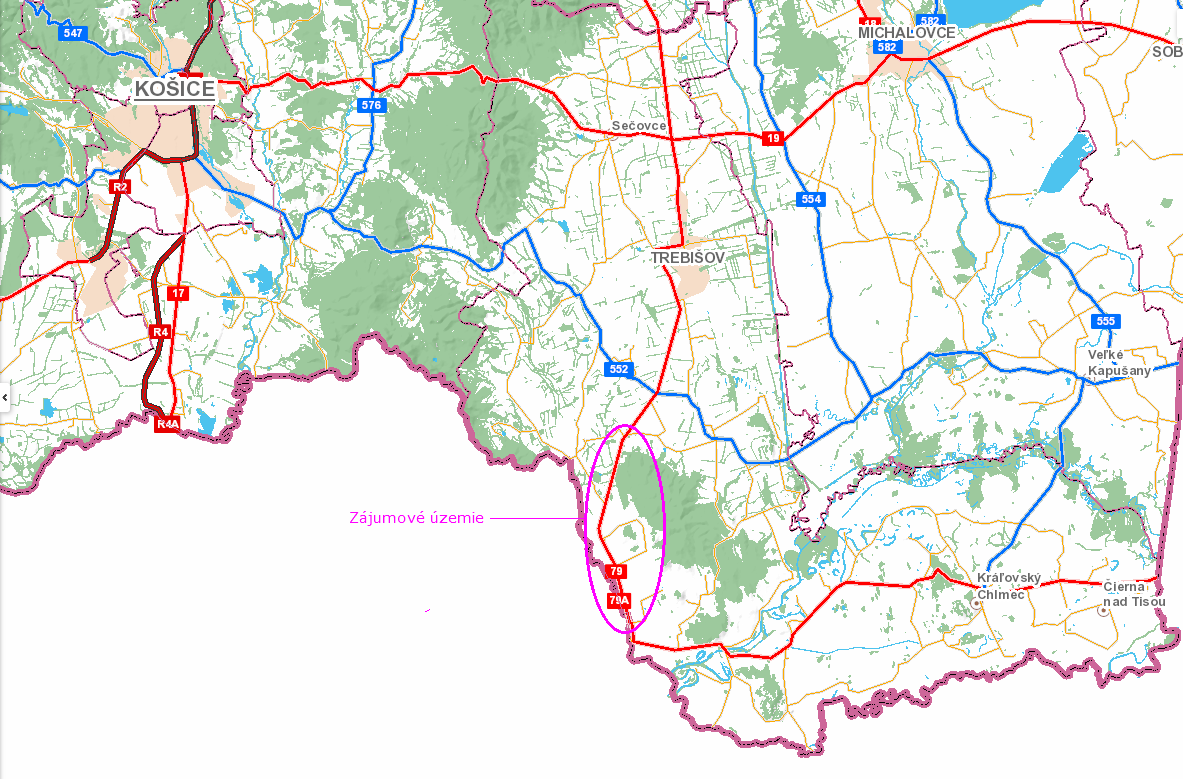 547
582
18
MICHALOVCE
582
SOB
KOŠICE
576
Sečovce
19
R2
554
TREBIŠOV
17
R4
555
Veľké
Kapušany
552
R4A
Zájumové územie
79
79A
Kráľovský
Chlmec
Čierna
nad Tisou